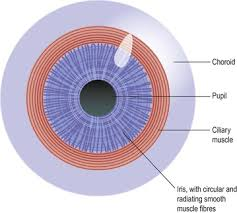 Choroid
Pupil
Ciliary
muscle
Iris, with circular and
radiating smooth
muscle fibres